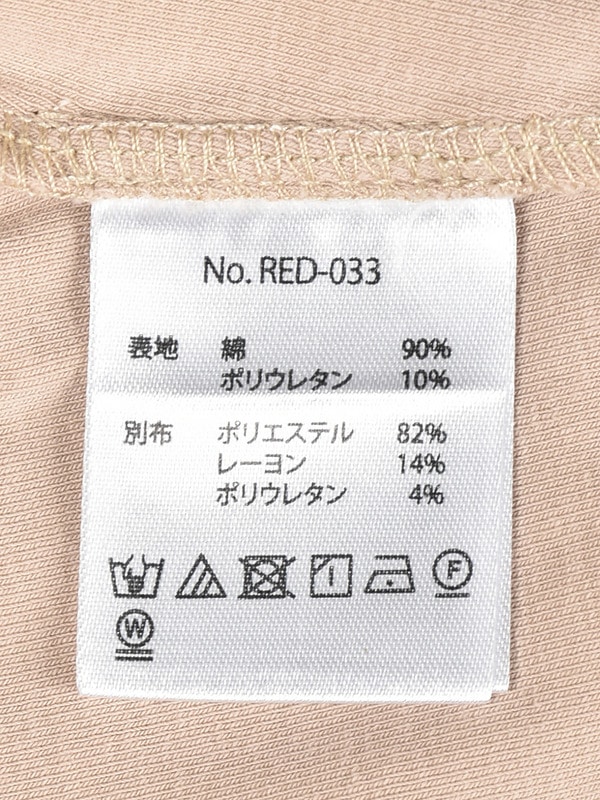 No. RED-033
表地 綿 90%
ポリウレタン 10%
別布 ポリエステル 82%
レーヨン 14%
ポリウレタン 4%
F
W